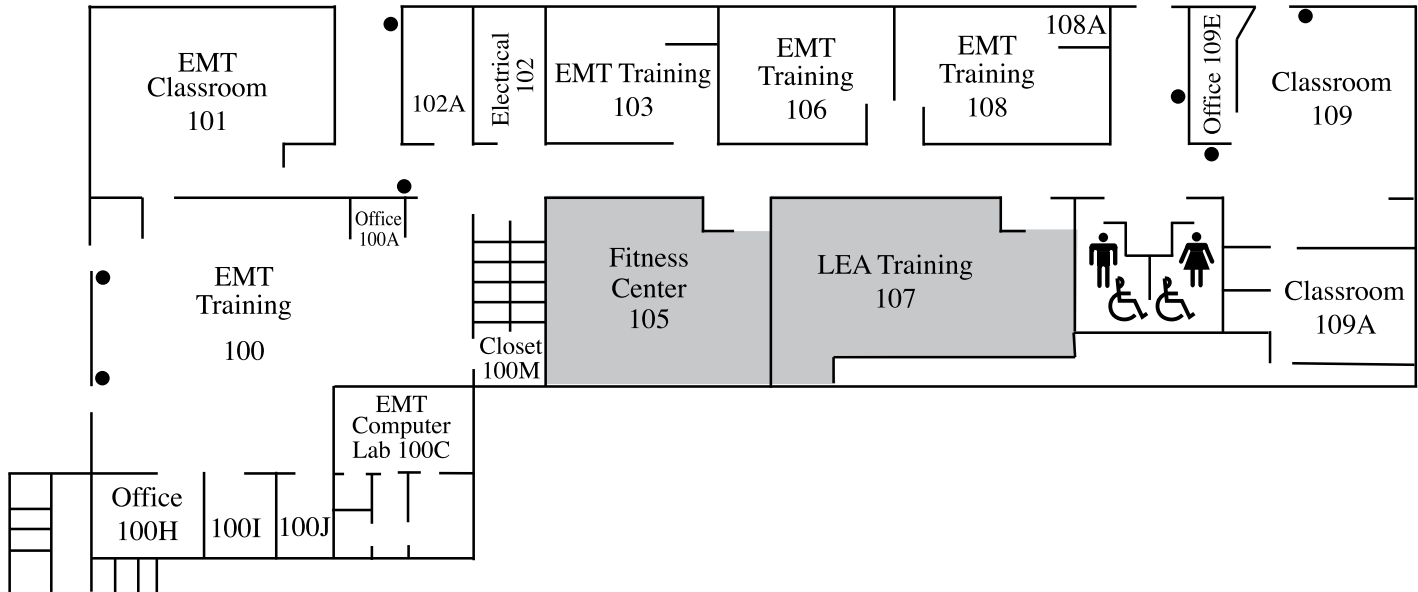 EMT
Classroom
101
102A
Electrical
102
EMT Training
103
EMT
Training
106
EMT
Training
108
108A
Office 109E
Classroom
109
Office
100A
EMT
Training
100
Closet
100M
Fitness
Center
105
LEA Training
107
Classroom
109A
EMT
Computer
Lab 100C
Office
100H
100I
100J